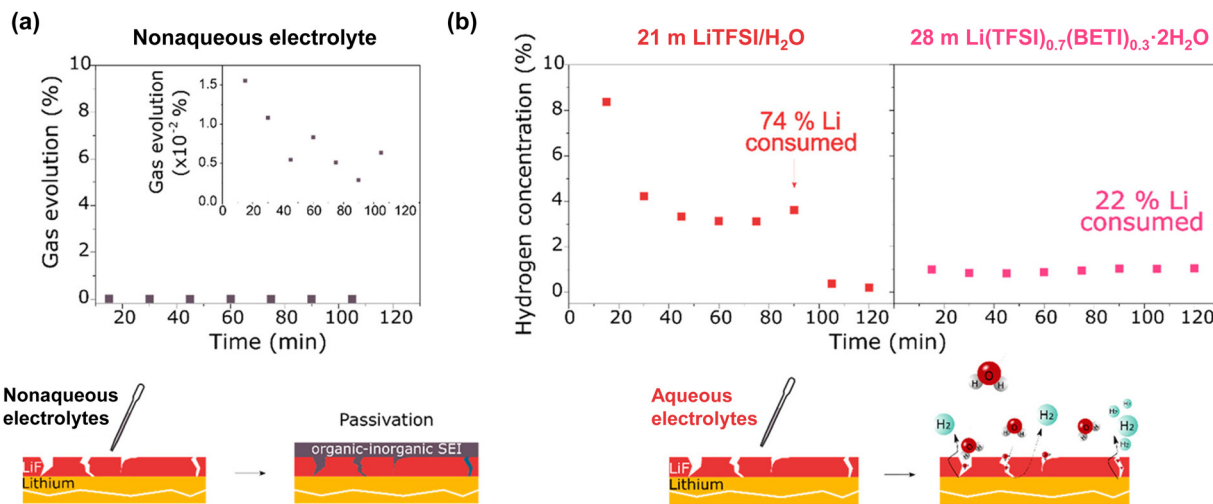 (a)
Nonaqueous electrolyte
Gas evolution (%)
10
8
6
4
2
0
20 40 60 80 100 120
Time (min)
Gas evolution
(x10⁻² %)
1.5
1.0
0.5
0.0
0 20 40 60 80 100 120
Nonaqueous
electrolytes
LiF
Lithium
Passivation
organic-inorganic SEI
(b)
21 m LiTFSI/H₂O
28 m Li(TFSI)₀.₇(BETI)₀.₃·2H₂O
Hydrogen concentration (%)
10
8
6
4
2
0
74 % Li
consumed
22 % Li
consumed
0 20 40 60 80 100 120
20 40 60 80 100 120
Time (min)
Aqueous
electrolytes
LiF
Lithium
O
H H
H₂
H₂
H₂
H₂
H₂
H₂
LiF
Lithium